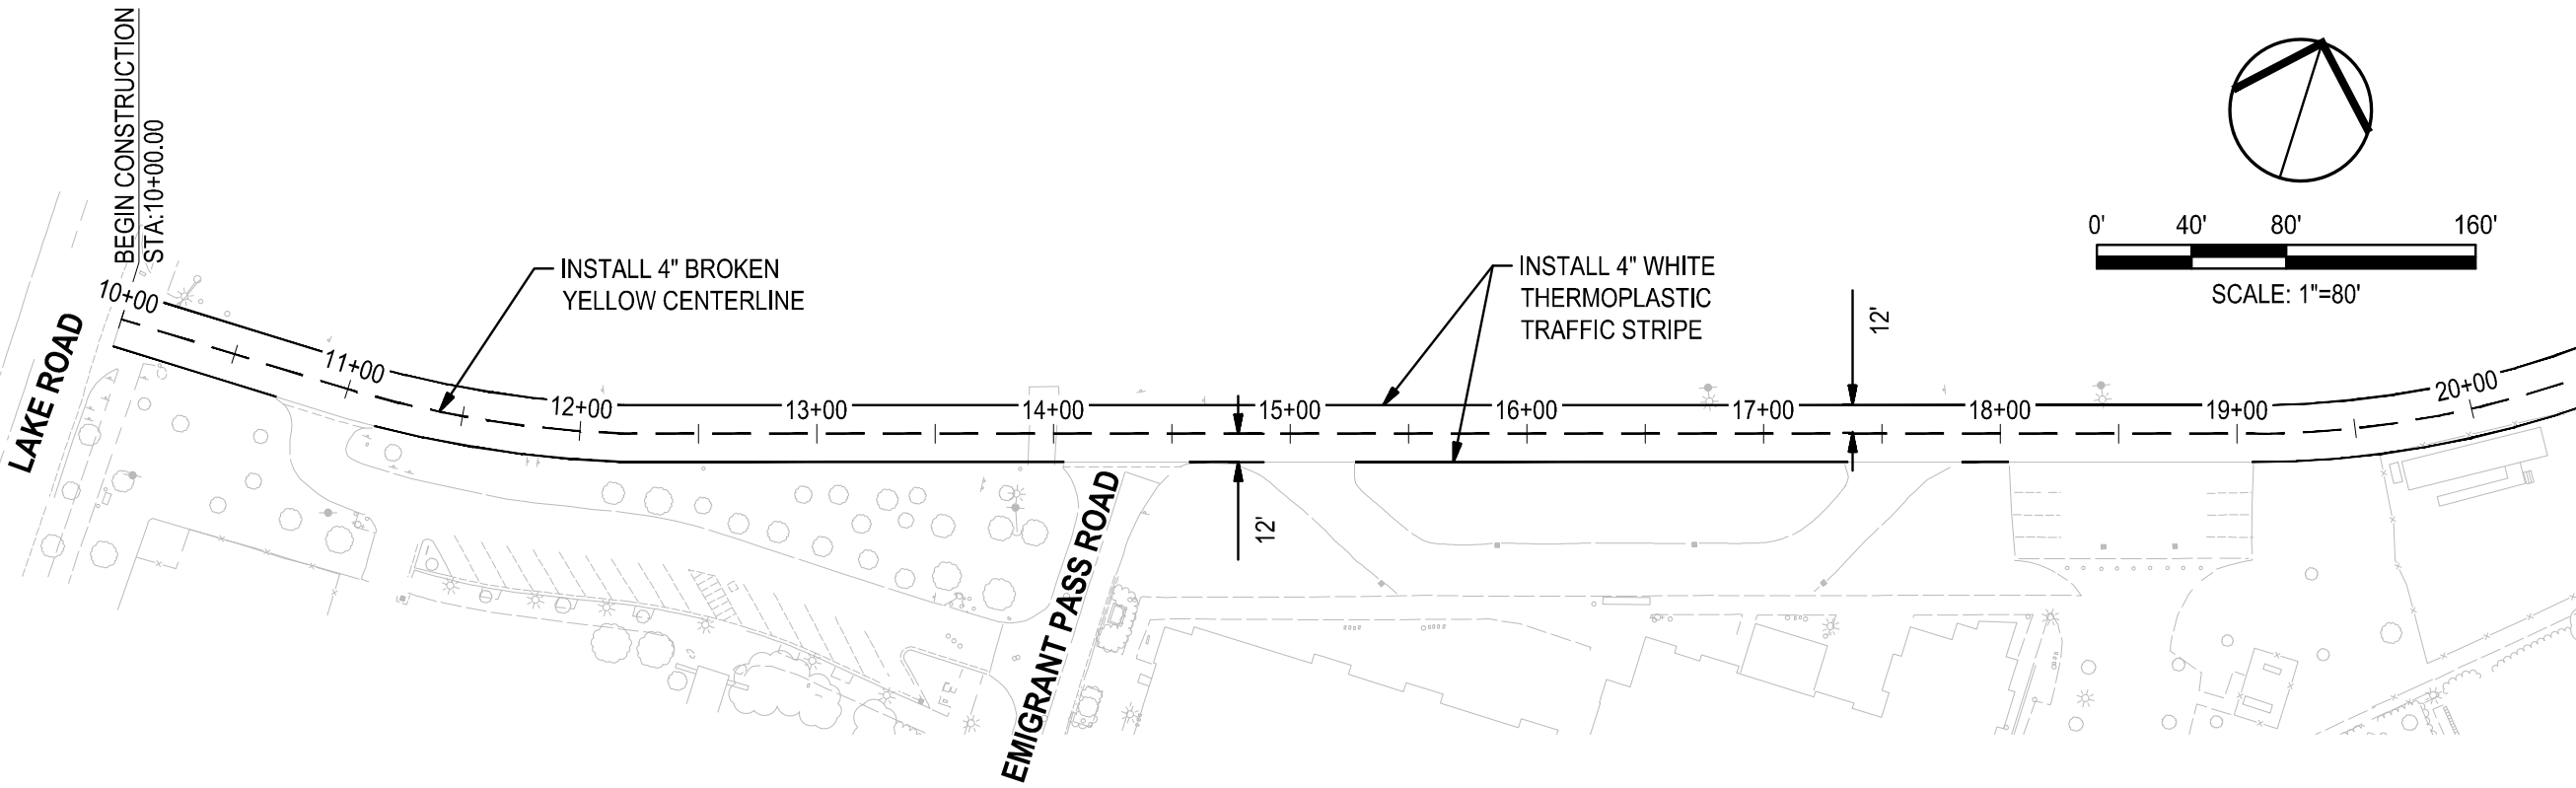 BEGIN CONSTRUCTION
STA:10+00.00
0' 40' 80' 160'
SCALE: 1"=80'
INSTALL 4" BROKEN
YELLOW CENTERLINE
INSTALL 4" WHITE
THERMOPLASTIC
TRAFFIC STRIPE
12'
12'
10+00
11+00
12+00
13+00
14+00
15+00
16+00
17+00
18+00
19+00
20+00
LAKE ROAD
EMIGRANT PASS ROAD